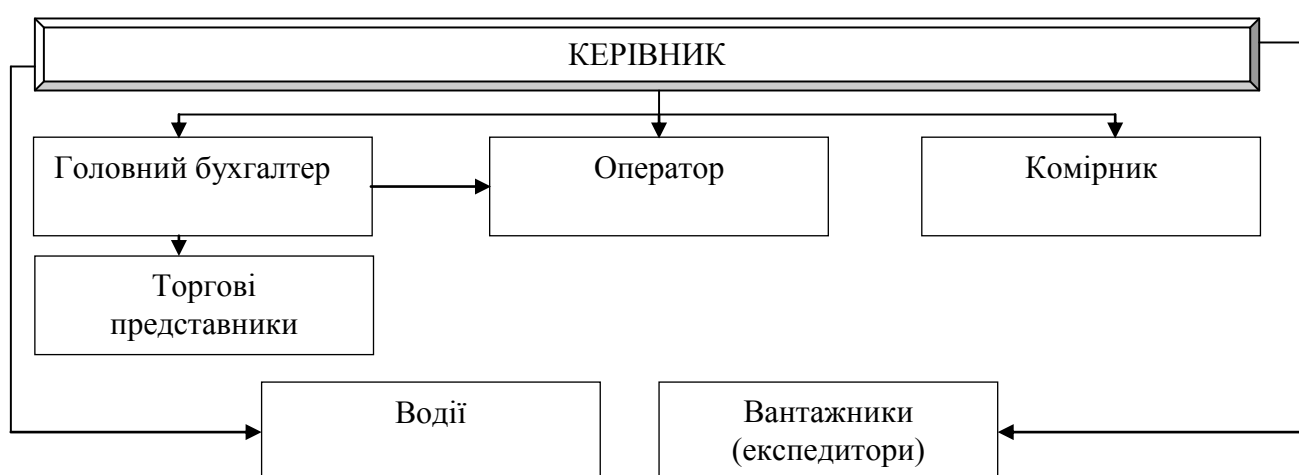 КЕРІВНИК
Головний бухгалтер
Оператор
Комірник
Торгові
представники
Водії
Вантажники
(експедитори)